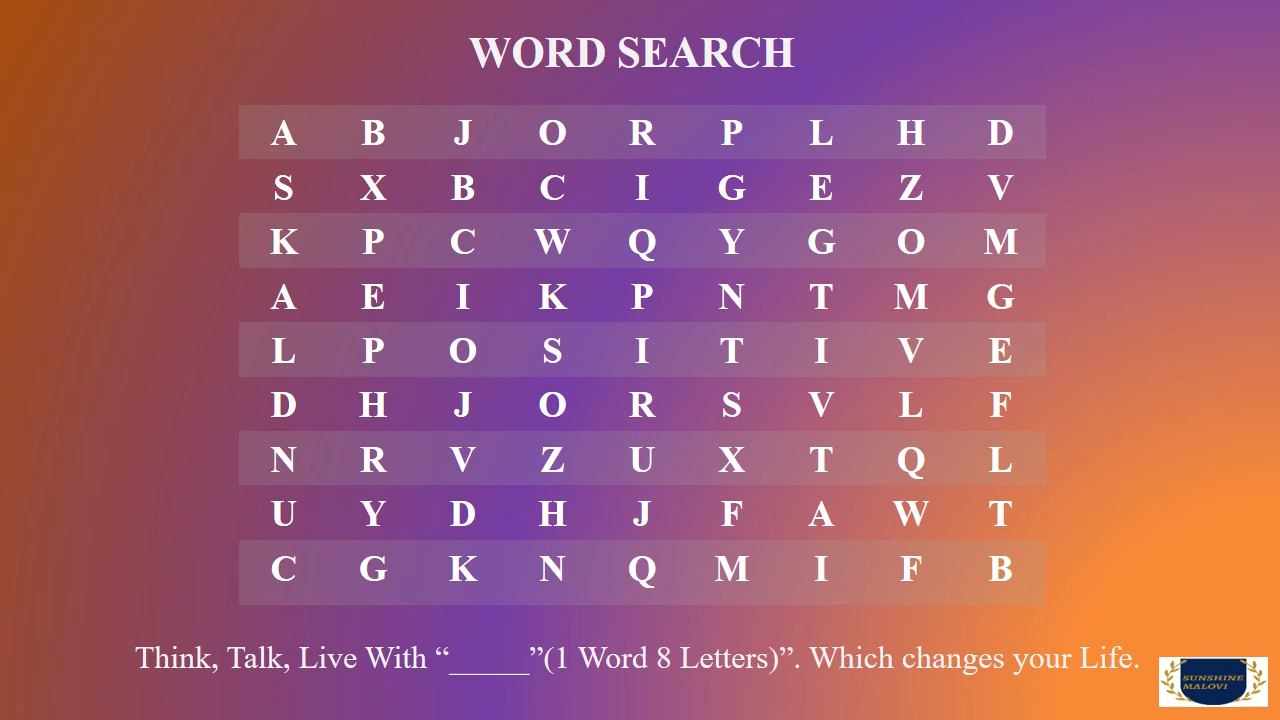 WORD SEARCH
A B J O R P L H D
S X B C I G E Z V
K P C W Q Y G O M
A E I K P N T M G
L P O S I T I V E
D H J O R S V L F
N R V Z U X T Q L
U Y D H J F A W T
C G K N Q M I F B
Think, Talk, Live With “_____”(1 Word 8 Letters)”. Which changes your Life.
SUNSHINE
MALOVI